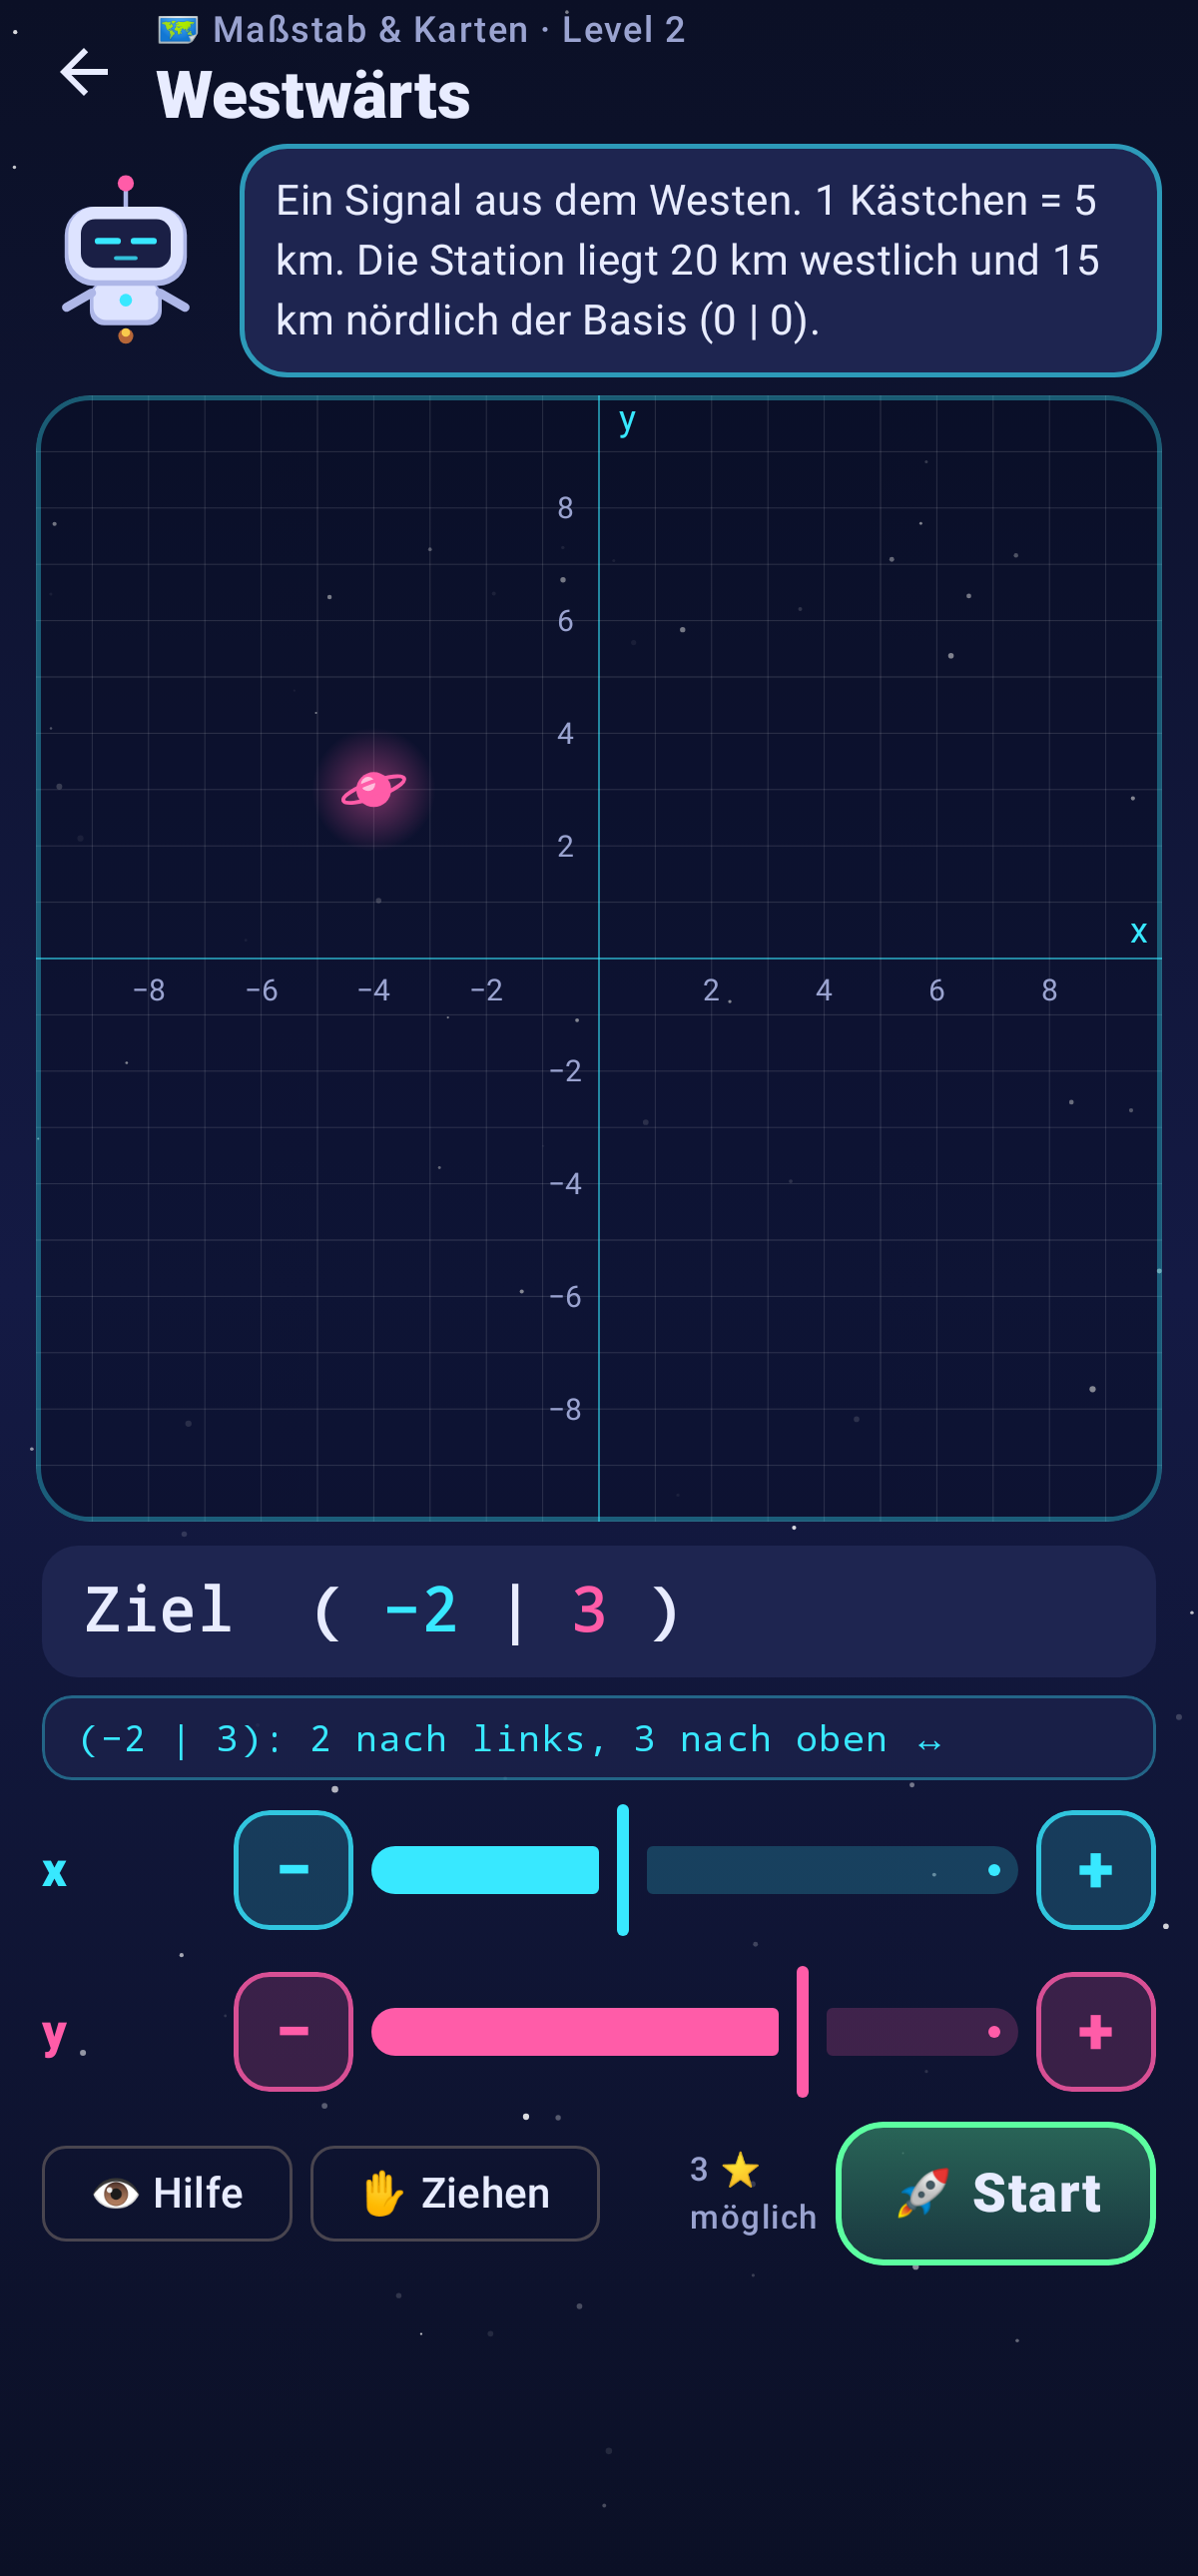 🗺️ Maßstab & Karten · Level 2
Westwärts
Ein Signal aus dem Westen. 1 Kästchen = 5
km. Die Station liegt 20 km westlich und 15
km nördlich der Basis (0 | 0).
y
8
6
4
2
x
−8 −6 −4 −2 2 4 6 8
−2
−4
−6
−8
Ziel ( −2 | 3 )
(−2 | 3): 2 nach links, 3 nach oben ↔
x − +
y − +
👁️ Hilfe ✋ Ziehen 3 ⭐ möglich 🚀 Start